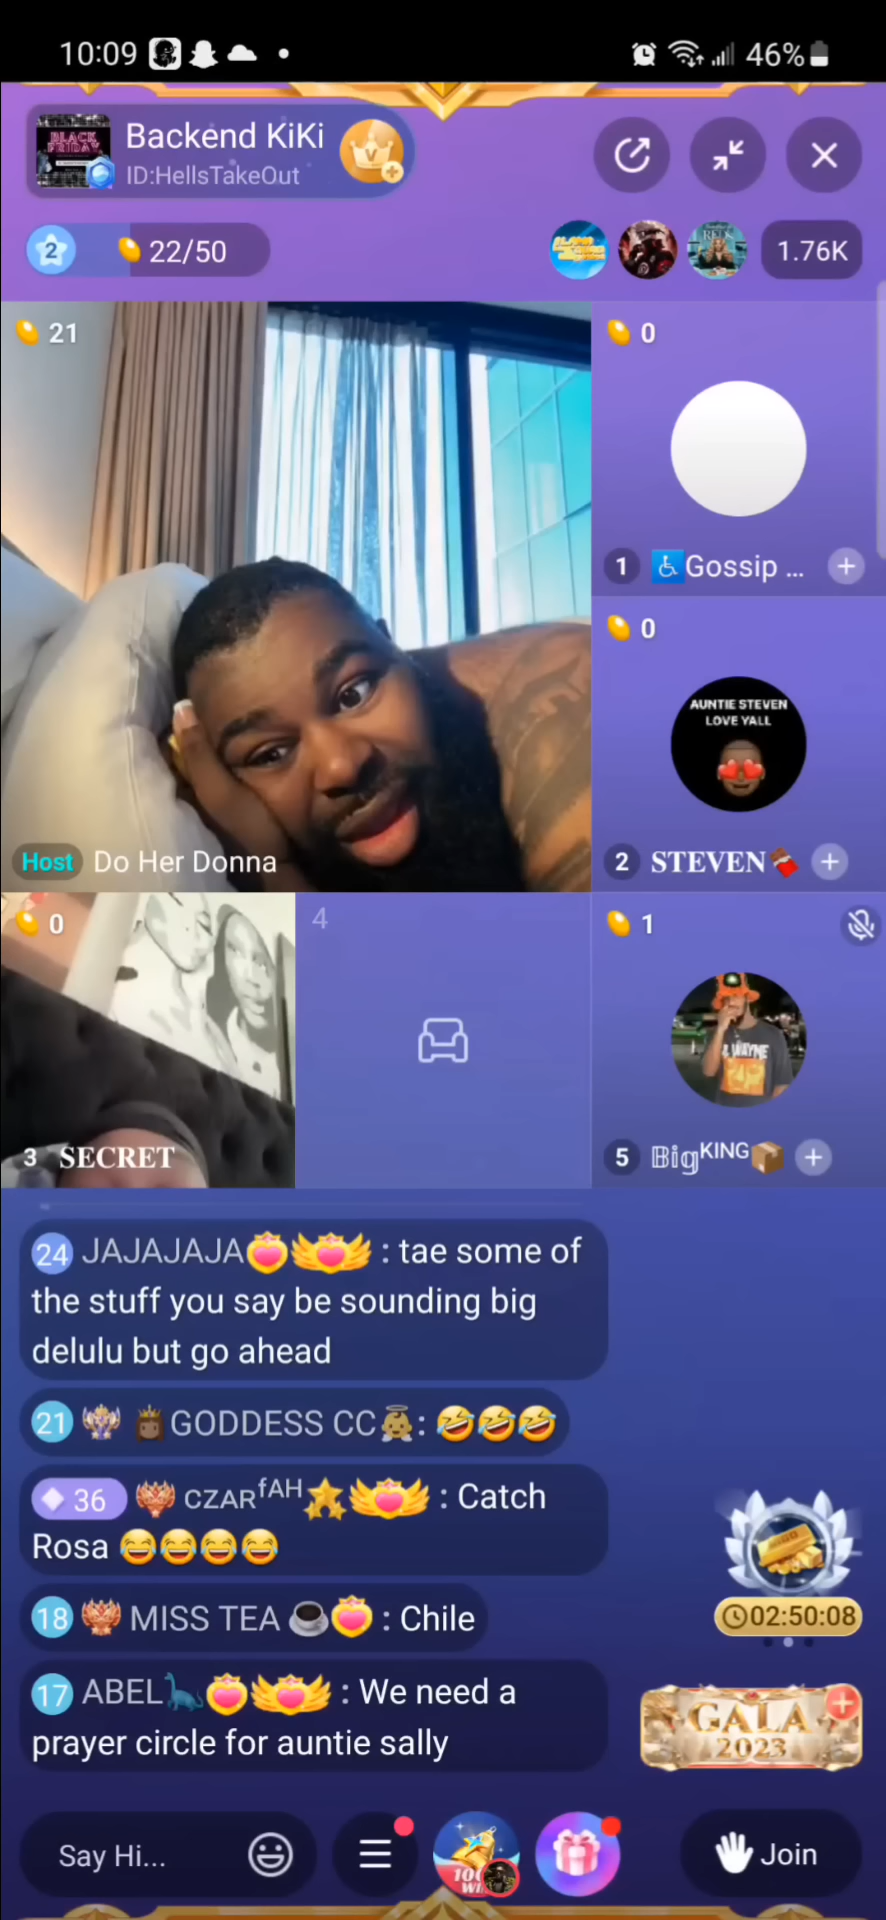 10:09
46%
BLACK
FRIDAY
Backend KiKi
ID:HellsTakeOut
2
22/50
1.76K
21
0
1 ♿Gossip ...
0
AUNTIE STEVEN
LOVE YALL
Host Do Her Donna
2 STEVEN🍫
0
4
1
WAYNE
3 SECRET
5 𝔹𝕚𝕘ᴷᴵᴺᴳ📦
24 JAJAJAJA : tae some of
the stuff you say be sounding big
delulu but go ahead
21 👸🏾GODDESS CC👼🏽: 🤣🤣🤣
36 CZARᶠᴬᴴ : Catch
Rosa 😂😂😂😂
18 MISS TEA ☕ : Chile
02:50:08
17 ABEL🦕 : We need a
prayer circle for auntie sally
GALA
2023
Say Hi...
Join